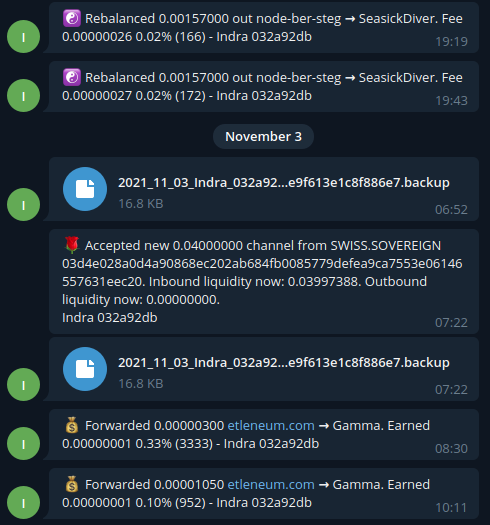 Rebalanced 0.00157000 out node-ber-steg → SeasickDiver. Fee
0.00000026 0.02% (166) - Indra 032a92db
19:19
I
Rebalanced 0.00157000 out node-ber-steg → SeasickDiver. Fee
0.00000027 0.02% (172) - Indra 032a92db
19:43
I
November 3
2021_11_03_Indra_032a92...e9f613e1c8f886e7.backup
16.8 KB
06:52
I
Accepted new 0.04000000 channel from SWISS.SOVEREIGN
03d4e028a0d4a90868ec202ab684fb0085779defea9ca7553e06146
557631eec20. Inbound liquidity now: 0.03997388. Outbound
liquidity now: 0.00000000.
Indra 032a92db
07:22
2021_11_03_Indra_032a92...e9f613e1c8f886e7.backup
16.8 KB
07:22
I
Forwarded 0.00000300 etleneum.com → Gamma. Earned
0.00000001 0.33% (3333) - Indra 032a92db
08:30
I
Forwarded 0.00001050 etleneum.com → Gamma. Earned
0.00000001 0.10% (952) - Indra 032a92db
10:11
I